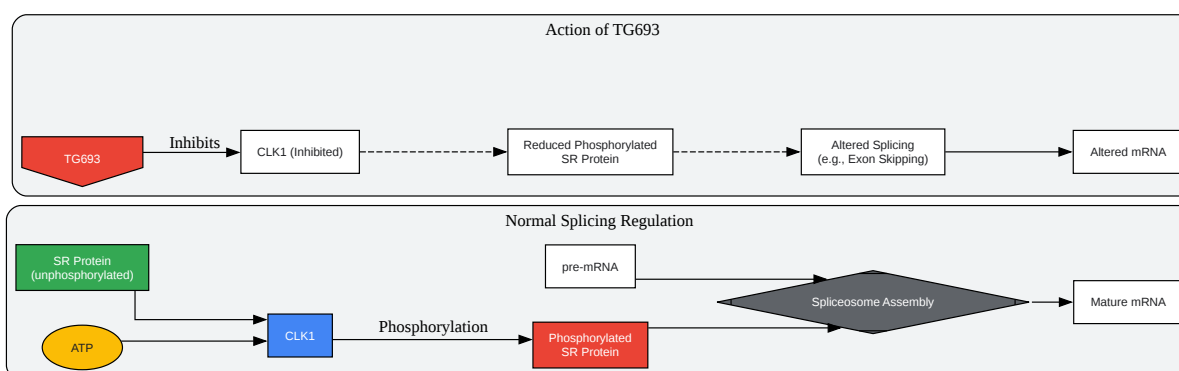 Action of TG693
TG693
Inhibits
CLK1 (Inhibited)
Reduced Phosphorylated
SR Protein
Altered Splicing
(e.g., Exon Skipping)
Altered mRNA
Normal Splicing Regulation
SR Protein
(unphosphorylated)
ATP
CLK1
Phosphorylation
pre-mRNA
Phosphorylated
SR Protein
Spliceosome Assembly
Mature mRNA